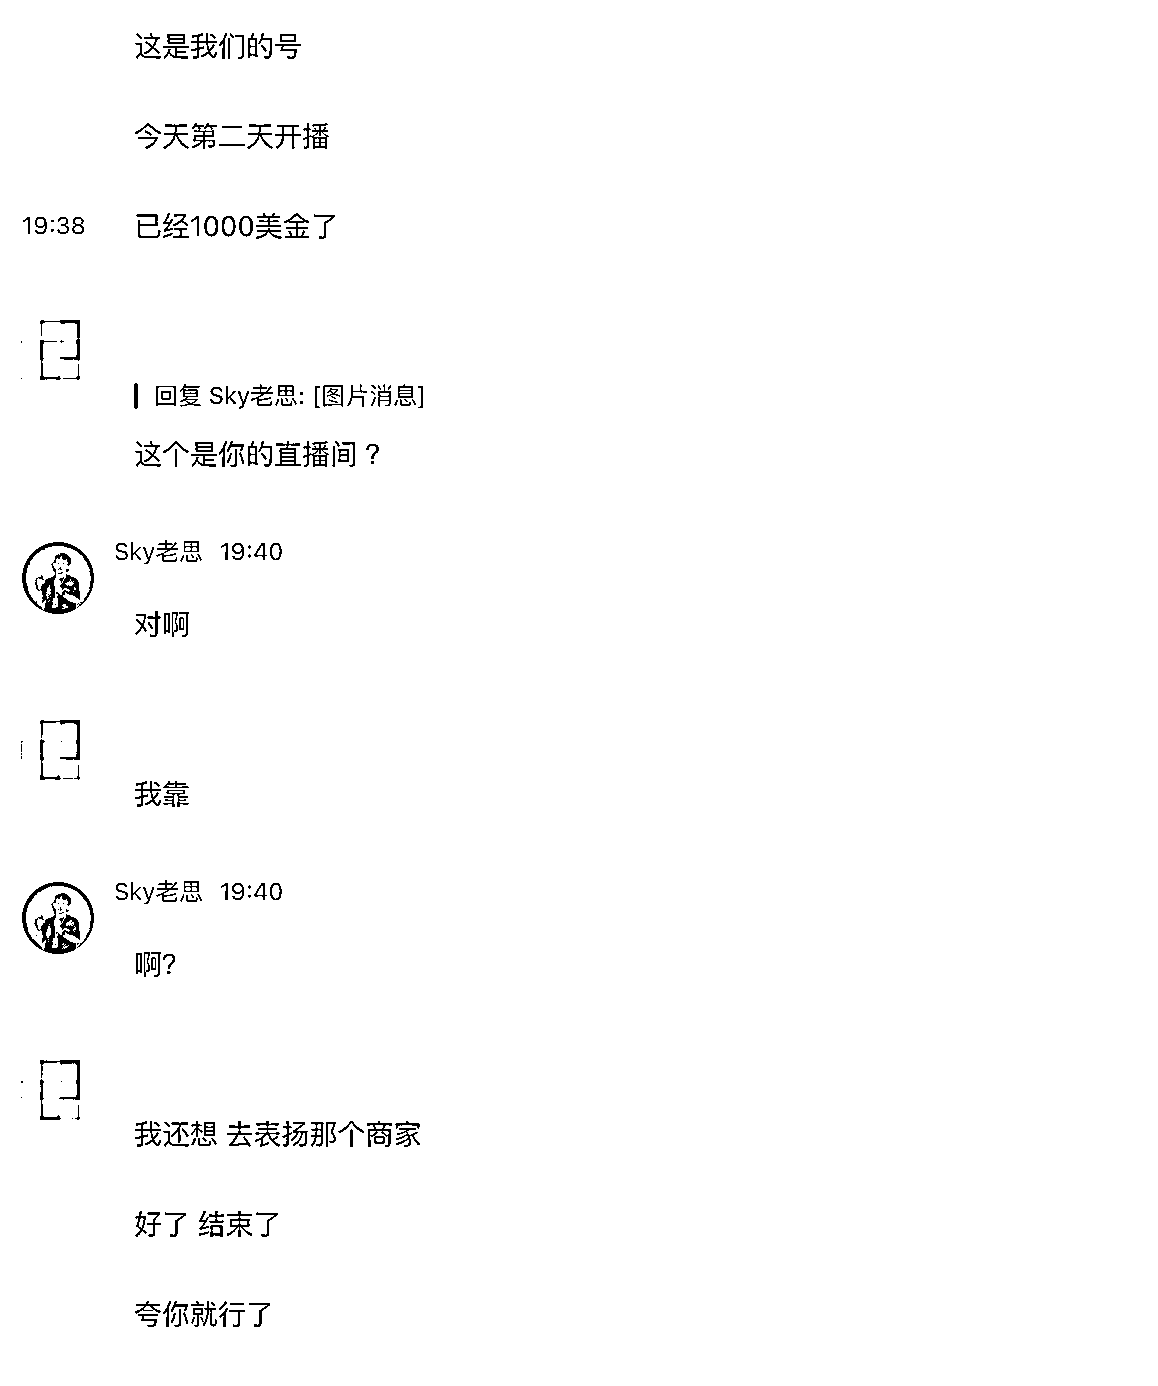 这是我们的号
今天第二天开播
19:38 已经1000美金了
回复 Sky老思: [图片消息]
这个是你的直播间？
Sky老思 19:40
对啊
我靠
Sky老思 19:40
啊?
我还想 去表扬那个商家
好了 结束了
夸你就行了